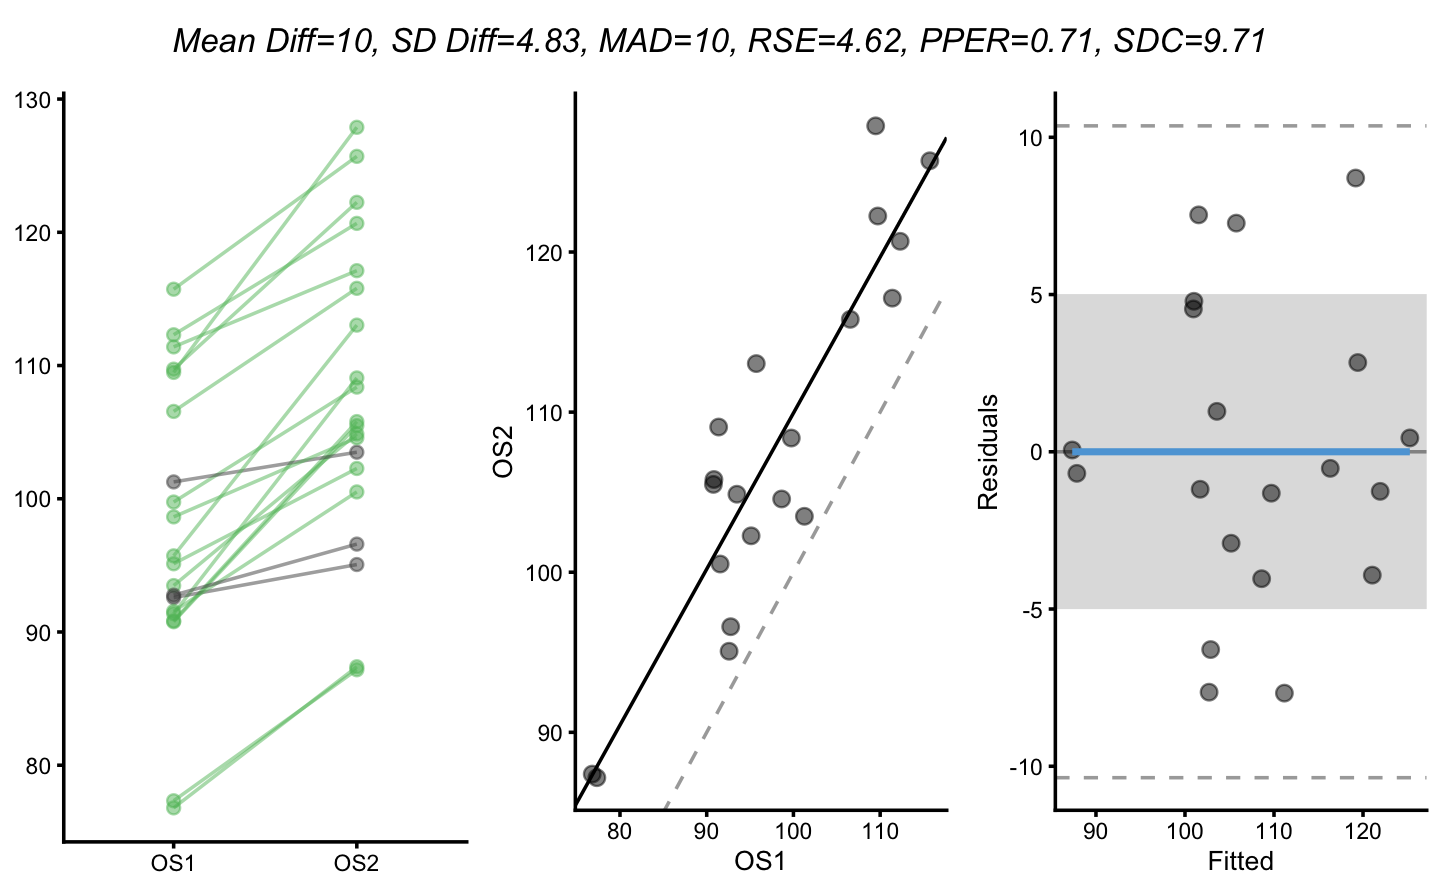 Mean Diff=10, SD Diff=4.83, MAD=10, RSE=4.62, PPER=0.71, SDC=9.71
130
120
110
100
90
80
OS1 OS2
OS2
120
110
100
90
80 90 100 110
OS1
Residuals
10
5
0
-5
-10
90 100 110 120
Fitted